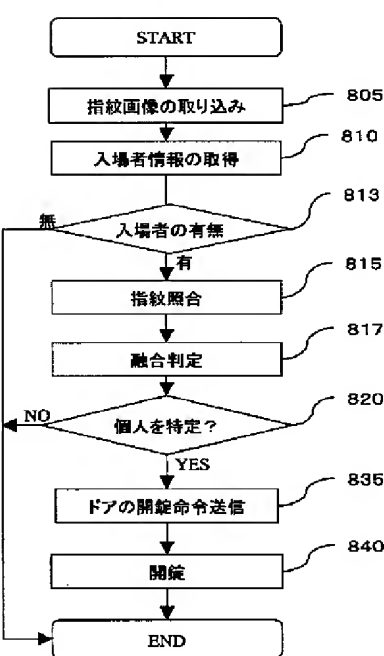 START
指紋画像の取り込み
805
入場者情報の取得
810
入場者の有無
813
無
有
指紋照合
815
融合判定
817
個人を特定？
820
NO
YES
ドアの開錠命令送信
835
開錠
840
END